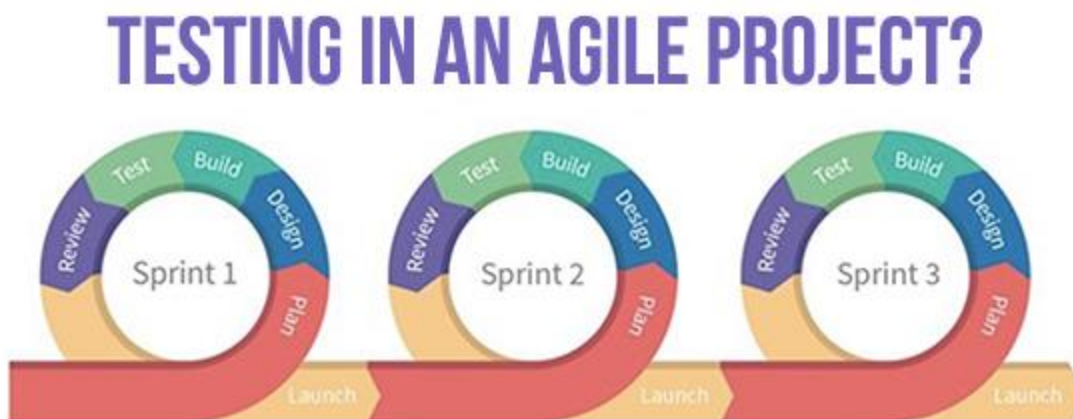 TESTING IN AN AGILE PROJECT?
Test Build
Review Design
Sprint 1
Plan
Launch
Test Build
Review Design
Sprint 2
Plan
Launch
Test Build
Review Design
Sprint 3
Plan
Launch